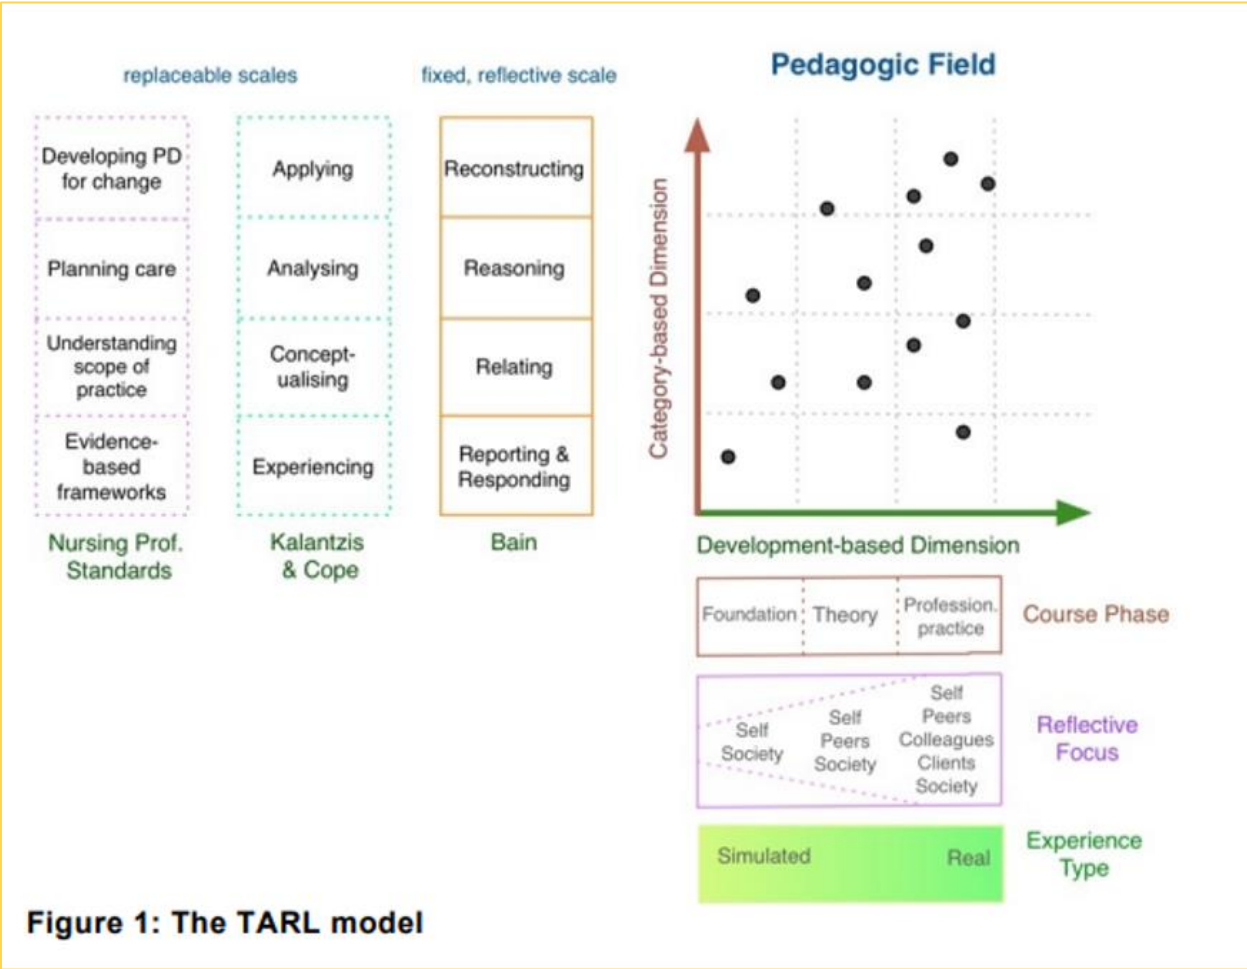 replaceable scales
fixed, reflective scale
Pedagogic Field
Developing PD
for change
Planning care
Understanding
scope of
practice
Evidence-
based
frameworks
Nursing Prof.
Standards
Applying
Analysing
Concept-
ualising
Experiencing
Kalantzis
& Cope
Reconstructing
Reasoning
Relating
Reporting &
Responding
Bain
Category-based Dimension
Development-based Dimension
Foundation
Theory
Profession.
practice
Course Phase
Self
Society
Self
Peers
Society
Self
Peers
Colleagues
Clients
Society
Reflective
Focus
Simulated
Real
Experience
Type
Figure 1: The TARL model